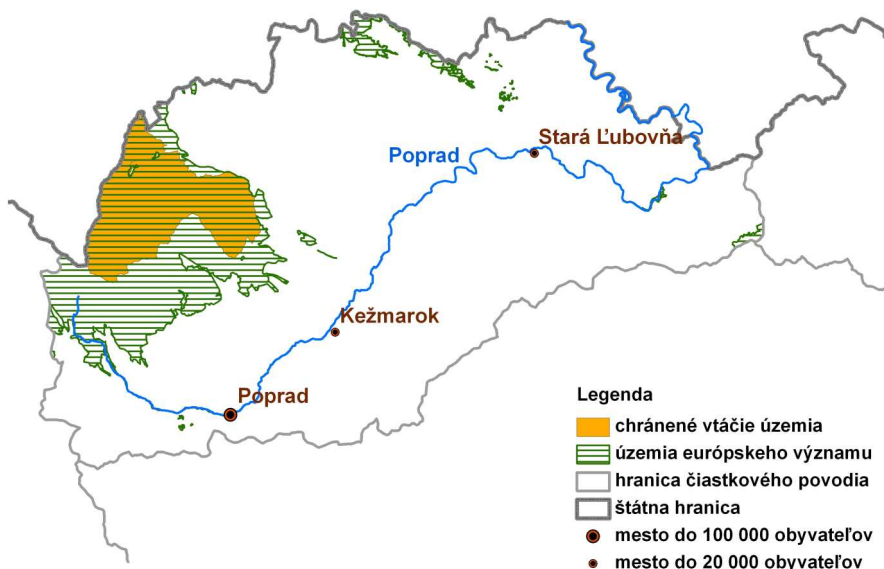 Stará Ľubovňa
Poprad
Kežmarok
Poprad
Legenda
chránené vtáčie územia
územia európskeho významu
hranica čiastkového povodia
štátna hranica
mesto do 100 000 obyvateľov
mesto do 20 000 obyvateľov